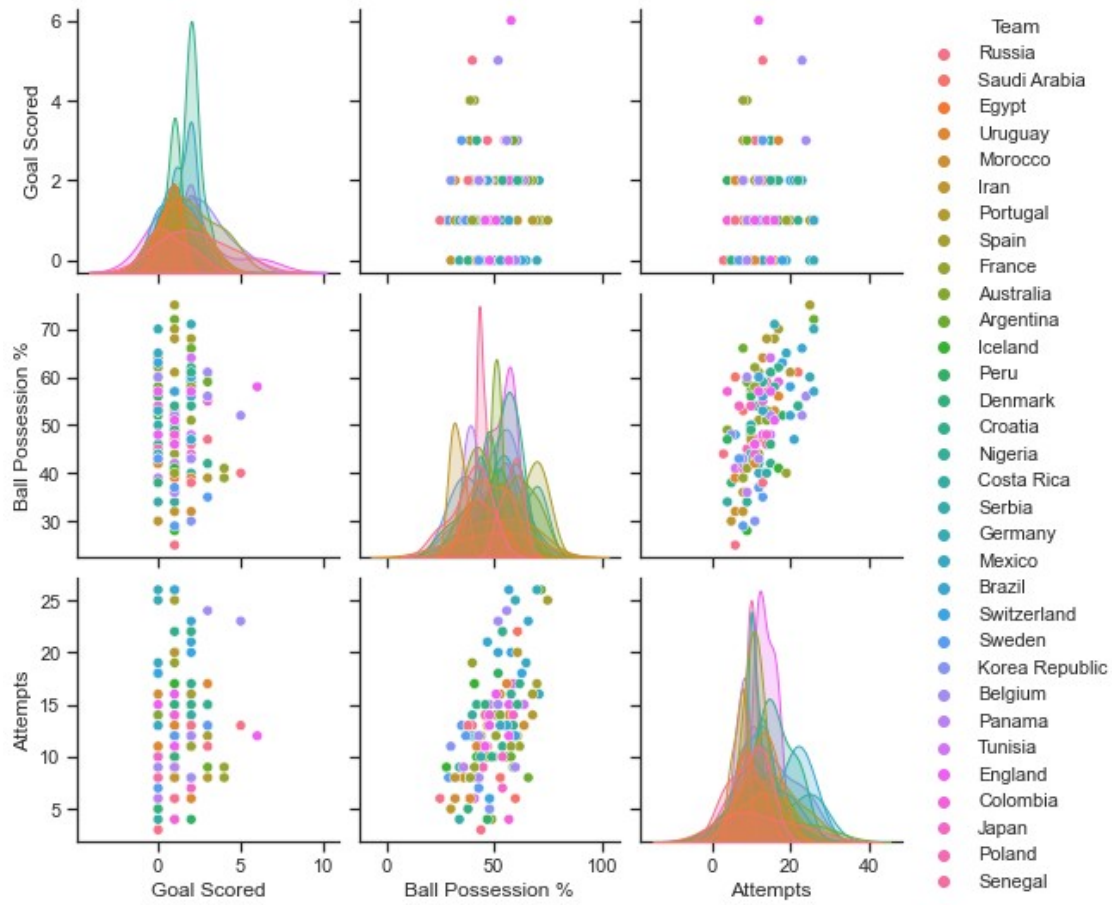 Goal Scored
6
4
2
0
Ball Possession %
70
60
50
40
30
Attempts
25
20
15
10
5
0
5
10
Goal Scored
0
50
100
Ball Possession %
0
20
40
Attempts
Team
Russia
Saudi Arabia
Egypt
Uruguay
Morocco
Iran
Portugal
Spain
France
Australia
Argentina
Iceland
Peru
Denmark
Croatia
Nigeria
Costa Rica
Serbia
Germany
Mexico
Brazil
Switzerland
Sweden
Korea Republic
Belgium
Panama
Tunisia
England
Colombia
Japan
Poland
Senegal